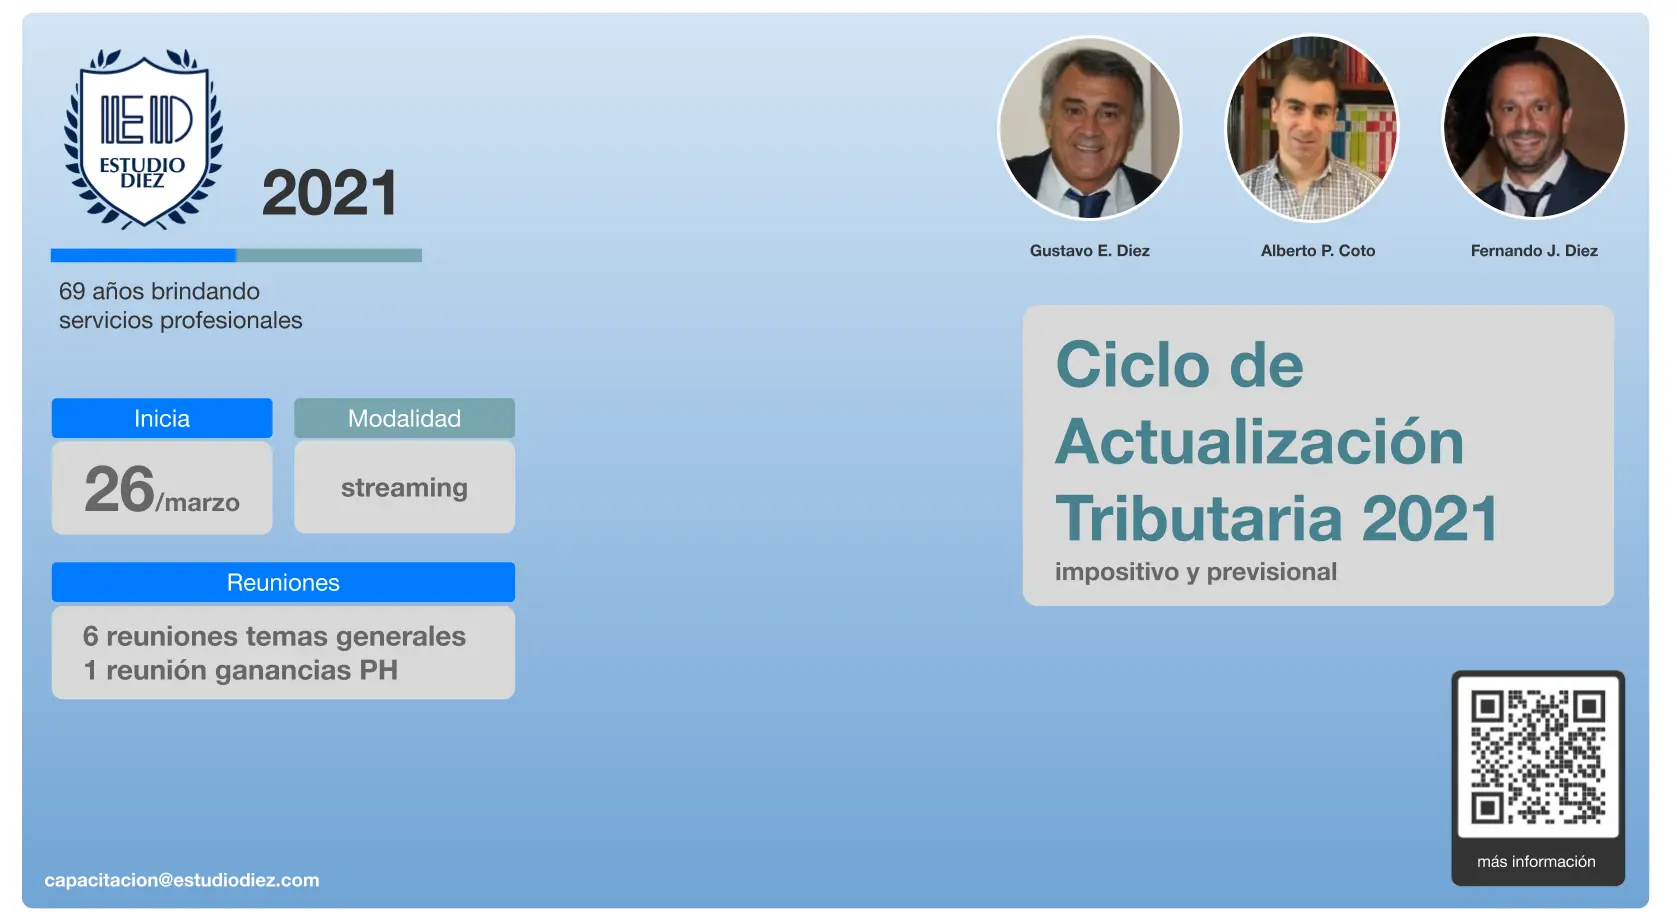 ED
ESTUDIO
DIEZ
2021
69 años brindando
servicios profesionales
Inicia
26/marzo
Modalidad
streaming
Reuniones
6 reuniones temas generales
1 reunión ganancias PH
capacitacion@estudiodiez.com
Gustavo E. Diez
Alberto P. Coto
Fernando J. Diez
Ciclo de
Actualización
Tributaria 2021
impositivo y previsional
más información